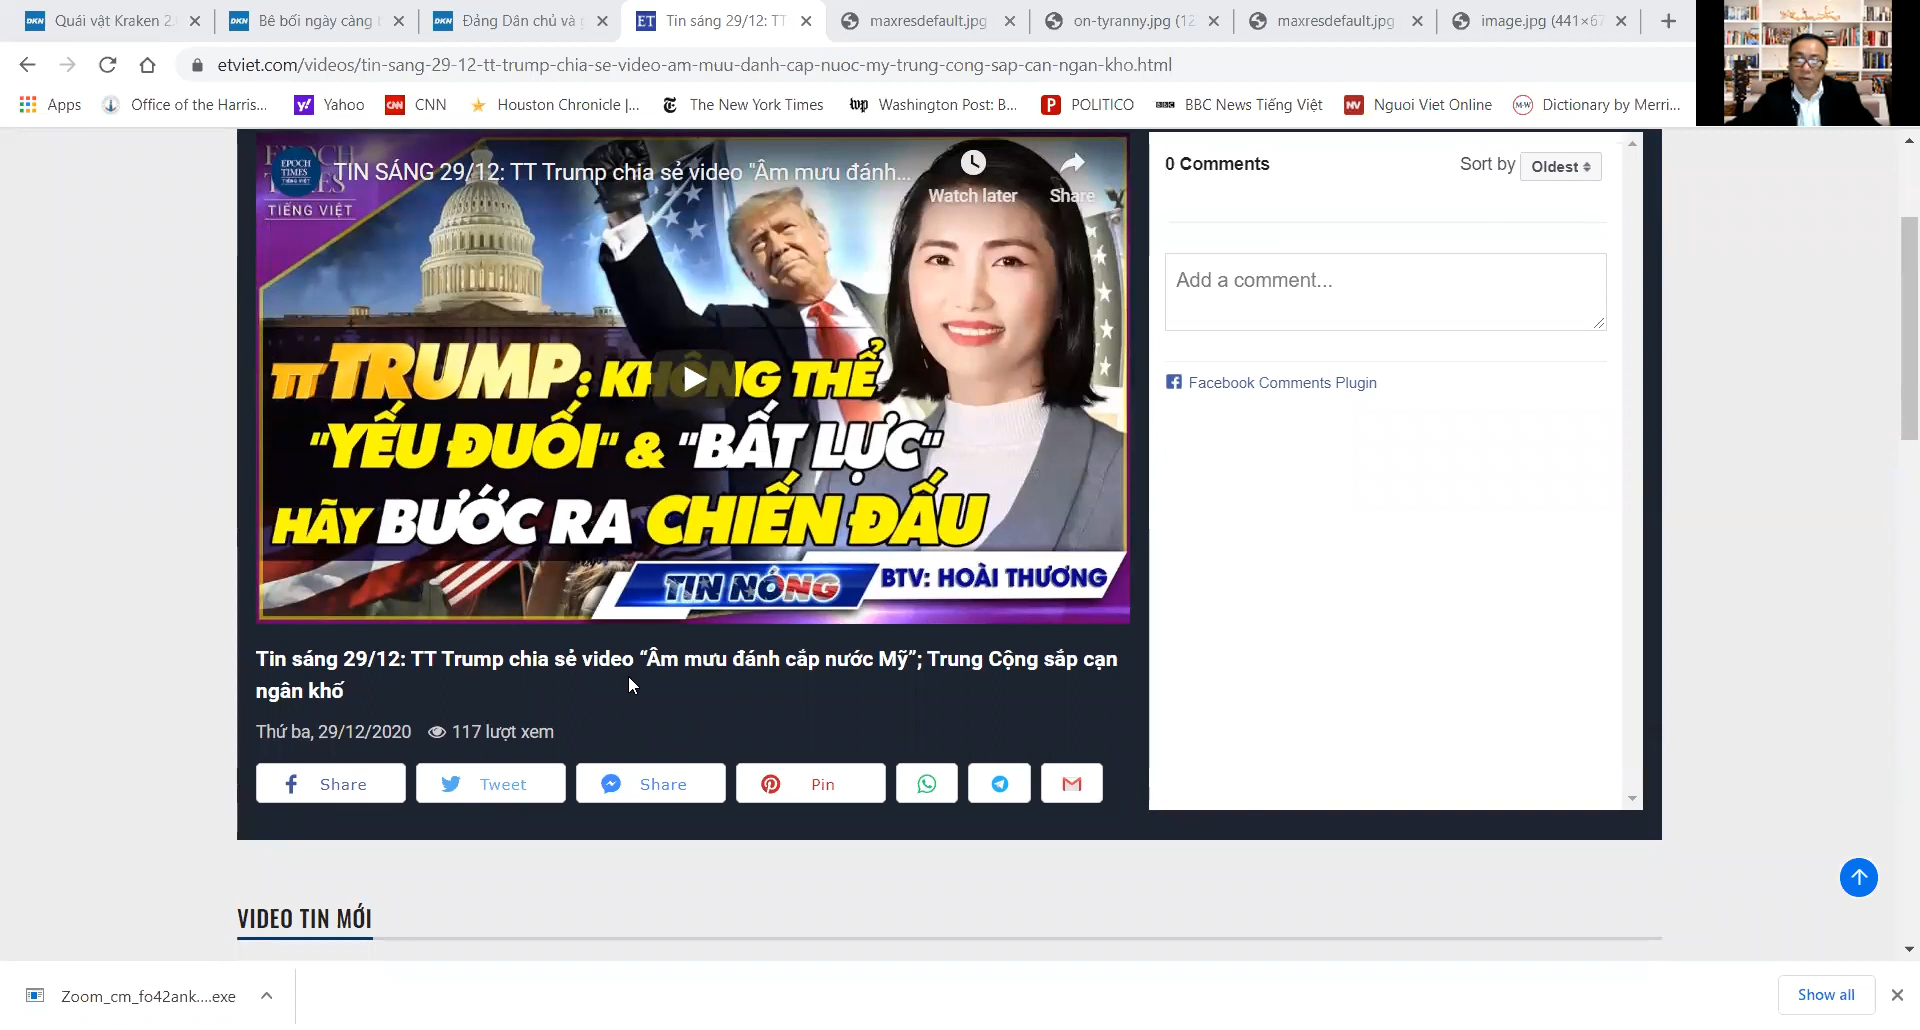 Quái vật Kraken 2.
Bê bối ngày càng
Đảng Dân chủ và
ET Tin sáng 29/12: TT
maxresdefault.jpg
on-tyranny.jpg (12
maxresdefault.jpg
image.jpg (441×67
etviet.com/videos/tin-sang-29-12-tt-trump-chia-se-video-am-muu-danh-cap-nuoc-my-trung-cong-sap-can-ngan-kho.html
Apps
Office of the Harris...
Yahoo
CNN
Houston Chronicle |...
The New York Times
wp Washington Post: B...
POLITICO
BBC BBC News Tiếng Việt
NV Nguoi Viet Online
M-W Dictionary by Merri...
EPOCH TIMES
TIẾNG VIỆT
TIN SÁNG 29/12: TT Trump chia sẻ video "Âm mưu đánh...
Watch later
Share
TT TRUMP: KHÔNG THỂ
"YẾU ĐUỐI" & "BẤT LỰC"
HÃY BƯỚC RA CHIẾN ĐẤU
TIN NÓNG
BTV: HOÀI THƯƠNG
Tin sáng 29/12: TT Trump chia sẻ video “Âm mưu đánh cắp nước Mỹ”; Trung Cộng sắp cạn
ngân khố
Thứ ba, 29/12/2020 117 lượt xem
Share
Tweet
Share
Pin
0 Comments
Sort by Oldest
Add a comment...
Facebook Comments Plugin
VIDEO TIN MỚI
Zoom_cm_fo42ank....exe
Show all